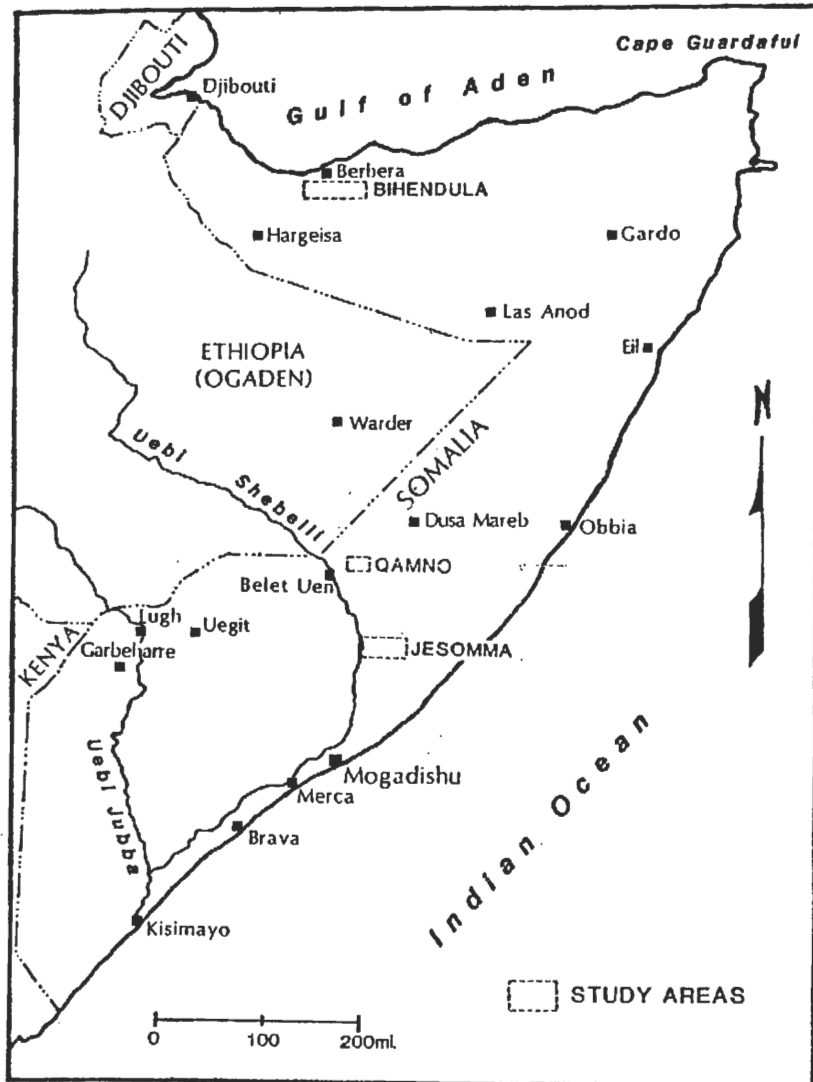 Cape Guardaful
DJIBOUTI
Djibouti
Gulf of Aden
Berbera
BIHENDULA
Hargeisa
Gardo
Las Anod
Eil
ETHIOPIA
(OGADEN)
N
Warder
Uebi Shebelli
SOMALIA
Dusa Mareb
Obbia
QAMNO
Belet Uen
Lugh
Uegit
KENYA
Garbeharre
JESOMMA
Uebi Jubba
Mogadishu
Merca
Brava
Indian Ocean
Kisimayo
STUDY AREAS
0 100 200ml.